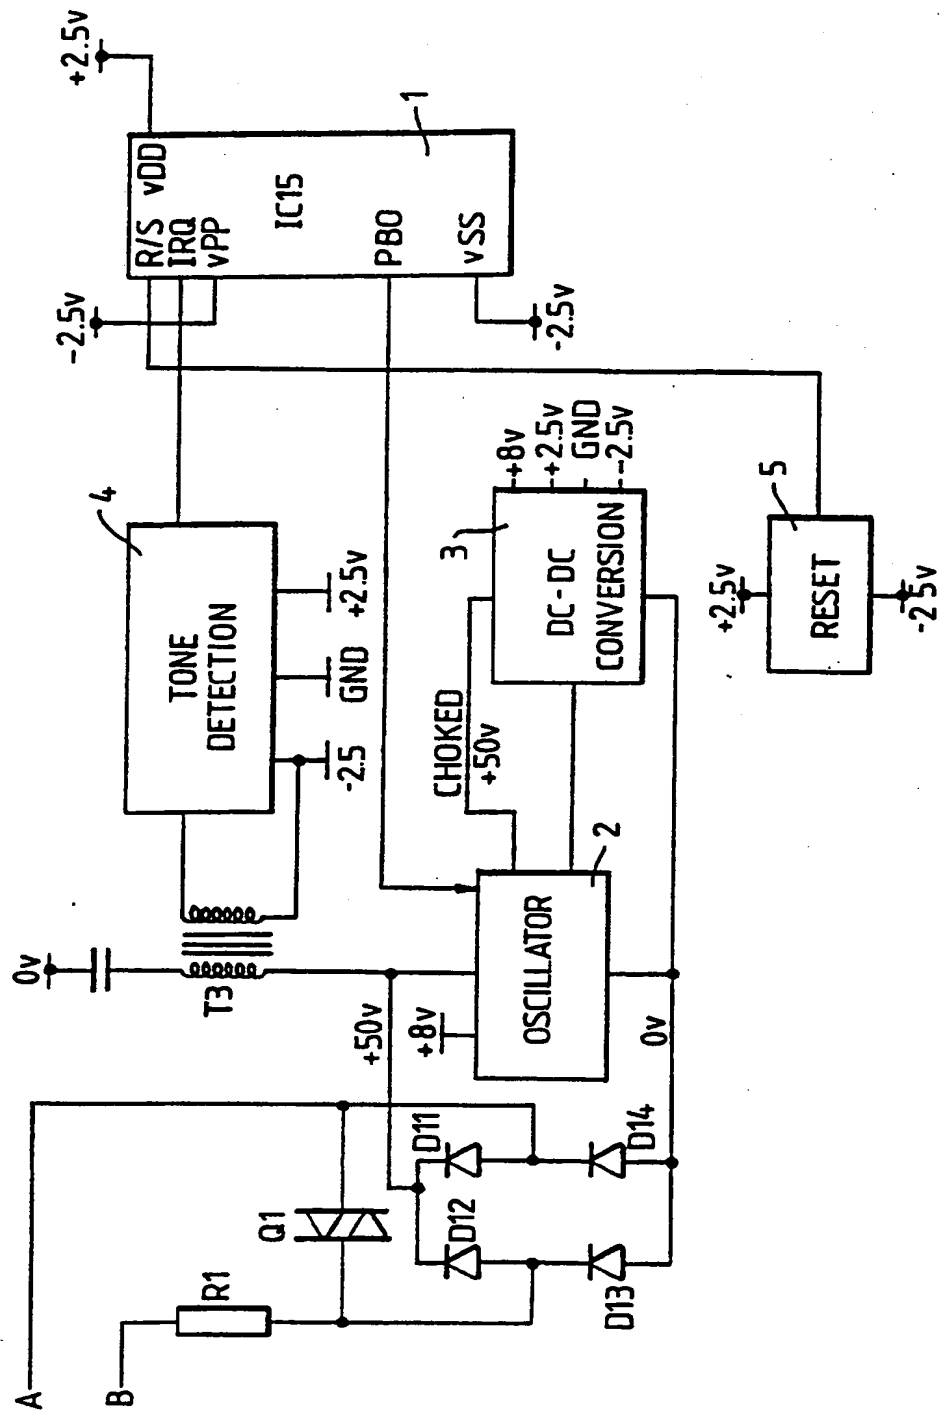 A
B
R1
Q1
D12
D11
D13
D14
0v
T3
+50v
+8v
0v
OSCILLATOR
2
TONE
DETECTION
4
-2.5
GND
+2.5v
CHOKED
+50v
DC-DC
CONVERSION
3
+8v
+2.5v
GND
-2.5v
-2.5v
R/S
IRQ
vPP
vDD
+2.5v
IC15
1
PB0
vSS
-2.5v
RESET
5
+2.5v
-2 5v